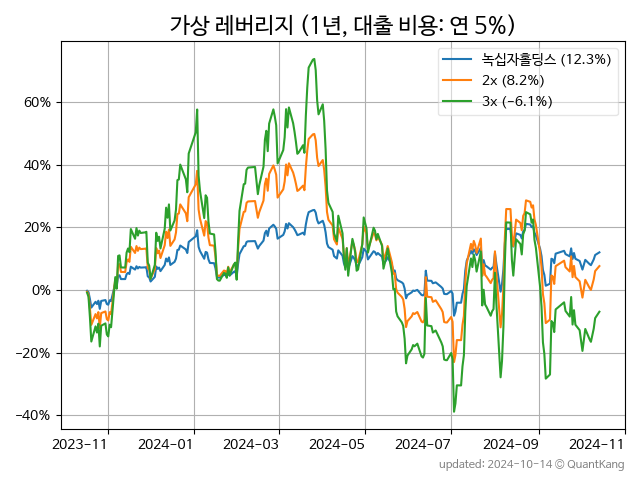 가상 레버리지 (1년, 대출 비용: 연 5%)
녹십자홀딩스 (12.3%)
2x (8.2%)
3x (−6.1%)
60%
40%
20%
0%
−20%
−40%
2023-11
2024-01
2024-03
2024-05
2024-07
2024-09
2024-11
updated: 2024-10-14 © QuantKang